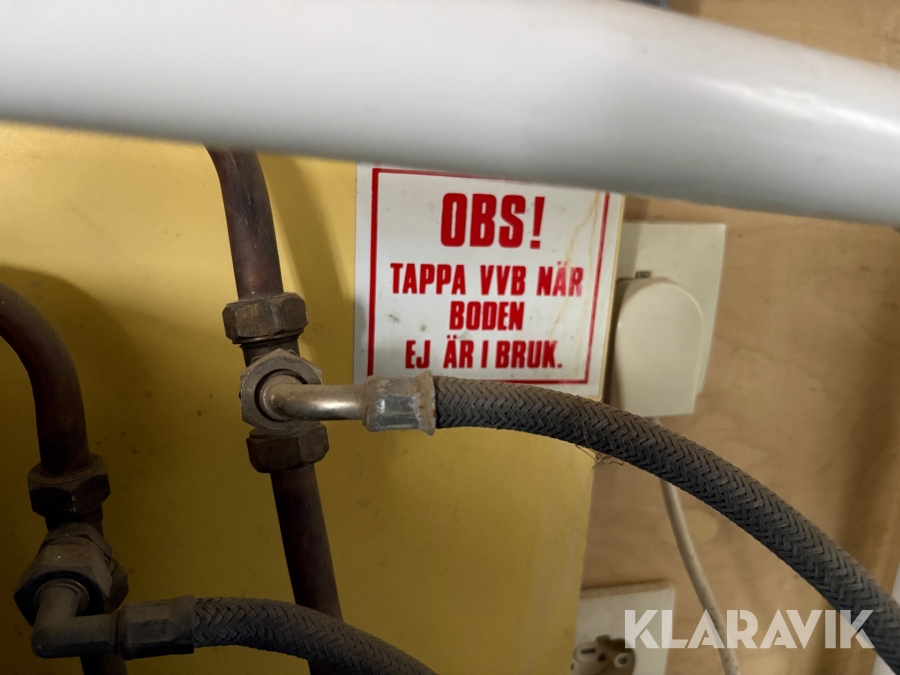 OBS!
TAPPA VVB NÄR
BODEN
EJ ÄR I BRUK.
KLARAVIK